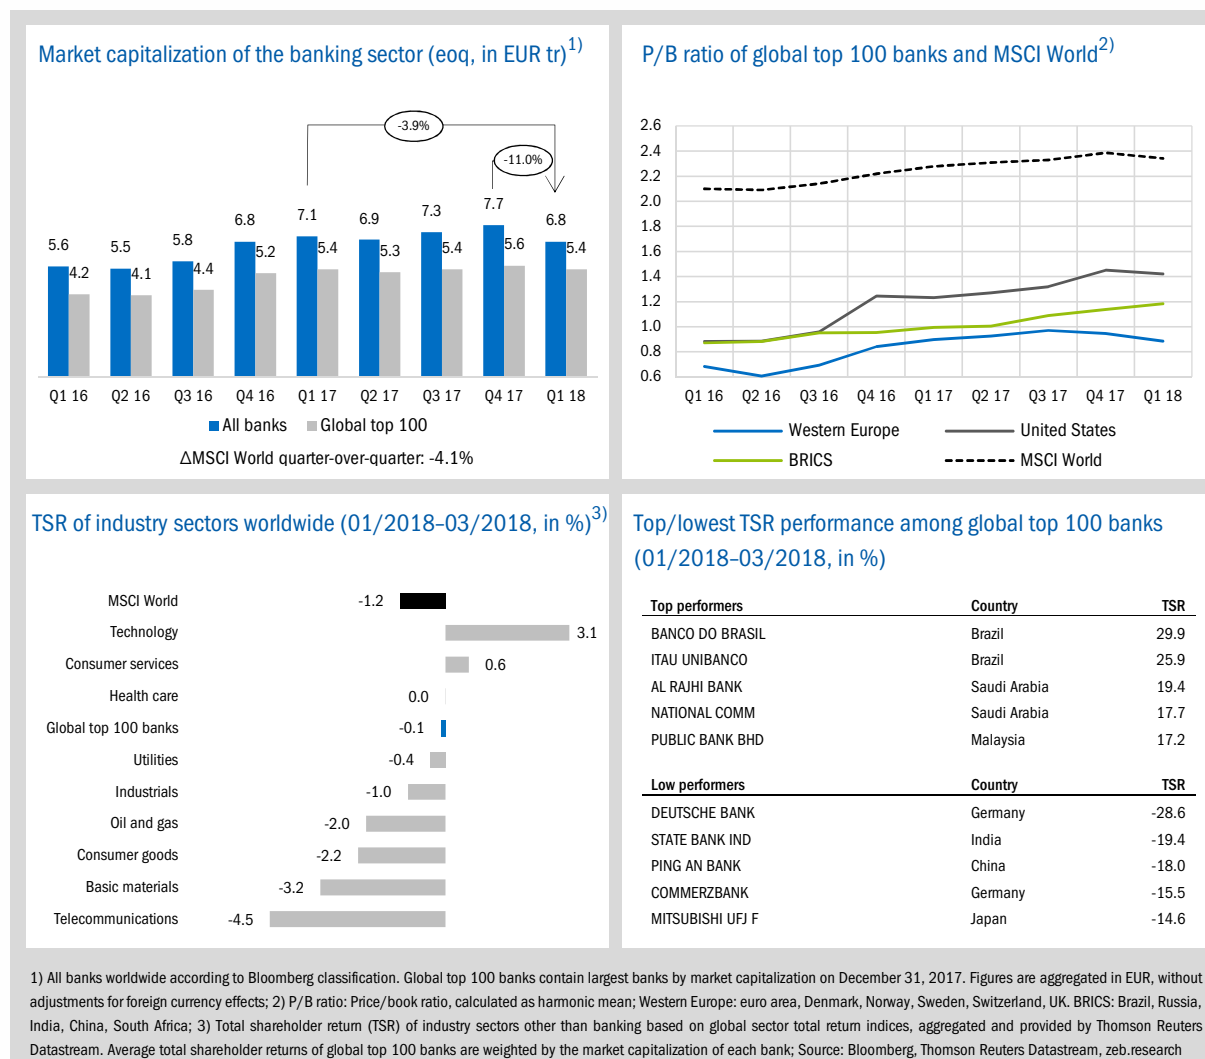 Market capitalization of the banking sector (eoq, in EUR tr)1)
-3.9%
-11.0%
5.6 4.2 5.5 4.1 5.8 4.4 6.8 5.2 7.1 5.4 6.9 5.3 7.3 5.4 7.7 5.6 6.8 5.4
Q1 16 Q2 16 Q3 16 Q4 16 Q1 17 Q2 17 Q3 17 Q4 17 Q1 18
All banks Global top 100
ΔMSCI World quarter-over-quarter: -4.1%
P/B ratio of global top 100 banks and MSCI World2)
2.6
2.4
2.2
2.0
1.8
1.6
1.4
1.2
1.0
0.8
0.6
Q1 16 Q2 16 Q3 16 Q4 16 Q1 17 Q2 17 Q3 17 Q4 17 Q1 18
Western Europe United States
BRICS MSCI World
TSR of industry sectors worldwide (01/2018–03/2018, in %)3)
MSCI World -1.2
Technology 3.1
Consumer services 0.6
Health care 0.0
Global top 100 banks -0.1
Utilities -0.4
Industrials -1.0
Oil and gas -2.0
Consumer goods -2.2
Basic materials -3.2
Telecommunications -4.5
Top/lowest TSR performance among global top 100 banks
(01/2018–03/2018, in %)
Top performers Country TSR
BANCO DO BRASIL Brazil 29.9
ITAU UNIBANCO Brazil 25.9
AL RAJHI BANK Saudi Arabia 19.4
NATIONAL COMM Saudi Arabia 17.7
PUBLIC BANK BHD Malaysia 17.2
Low performers Country TSR
DEUTSCHE BANK Germany -28.6
STATE BANK IND India -19.4
PING AN BANK China -18.0
COMMERZBANK Germany -15.5
MITSUBISHI UFJ F Japan -14.6
1) All banks worldwide according to Bloomberg classification. Global top 100 banks contain largest banks by market capitalization on December 31, 2017. Figures are aggregated in EUR, without
adjustments for foreign currency effects; 2) P/B ratio: Price/book ratio, calculated as harmonic mean; Western Europe: euro area, Denmark, Norway, Sweden, Switzerland, UK. BRICS: Brazil, Russia,
India, China, South Africa; 3) Total shareholder return (TSR) of industry sectors other than banking based on global sector total return indices, aggregated and provided by Thomson Reuters
Datastream. Average total shareholder returns of global top 100 banks are weighted by the market capitalization of each bank; Source: Bloomberg, Thomson Reuters Datastream, zeb.research